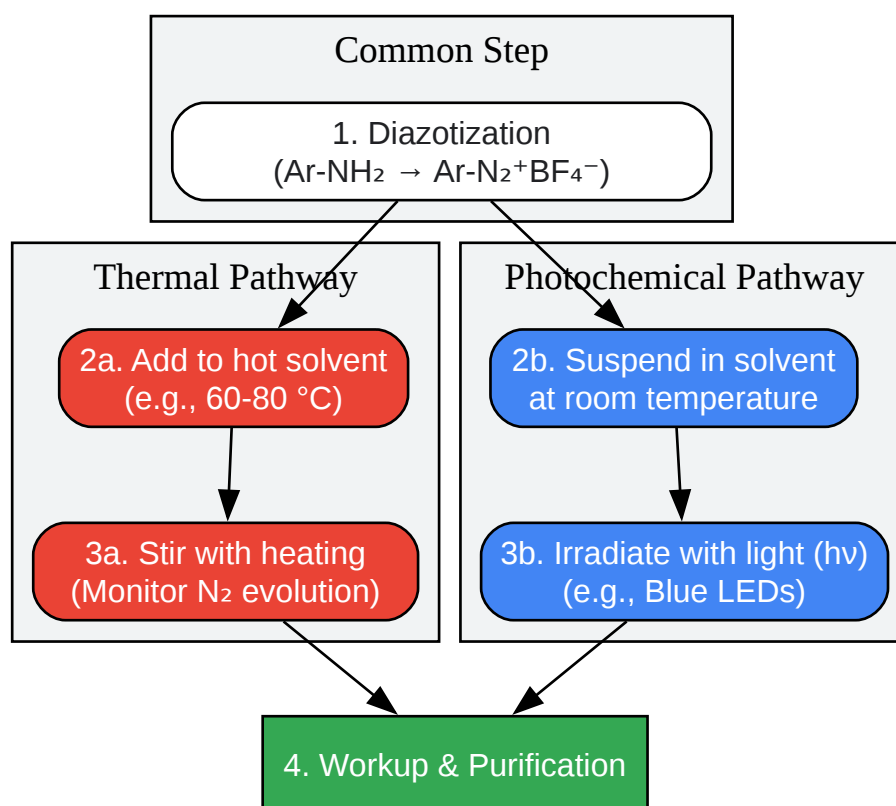 Common Step
1. Diazotization
(Ar-NH₂ → Ar-N₂⁺BF₄⁻)
Thermal Pathway
2a. Add to hot solvent
(e.g., 60-80 °C)
3a. Stir with heating
(Monitor N₂ evolution)
Photochemical Pathway
2b. Suspend in solvent
at room temperature
3b. Irradiate with light (hν)
(e.g., Blue LEDs)
4. Workup & Purification